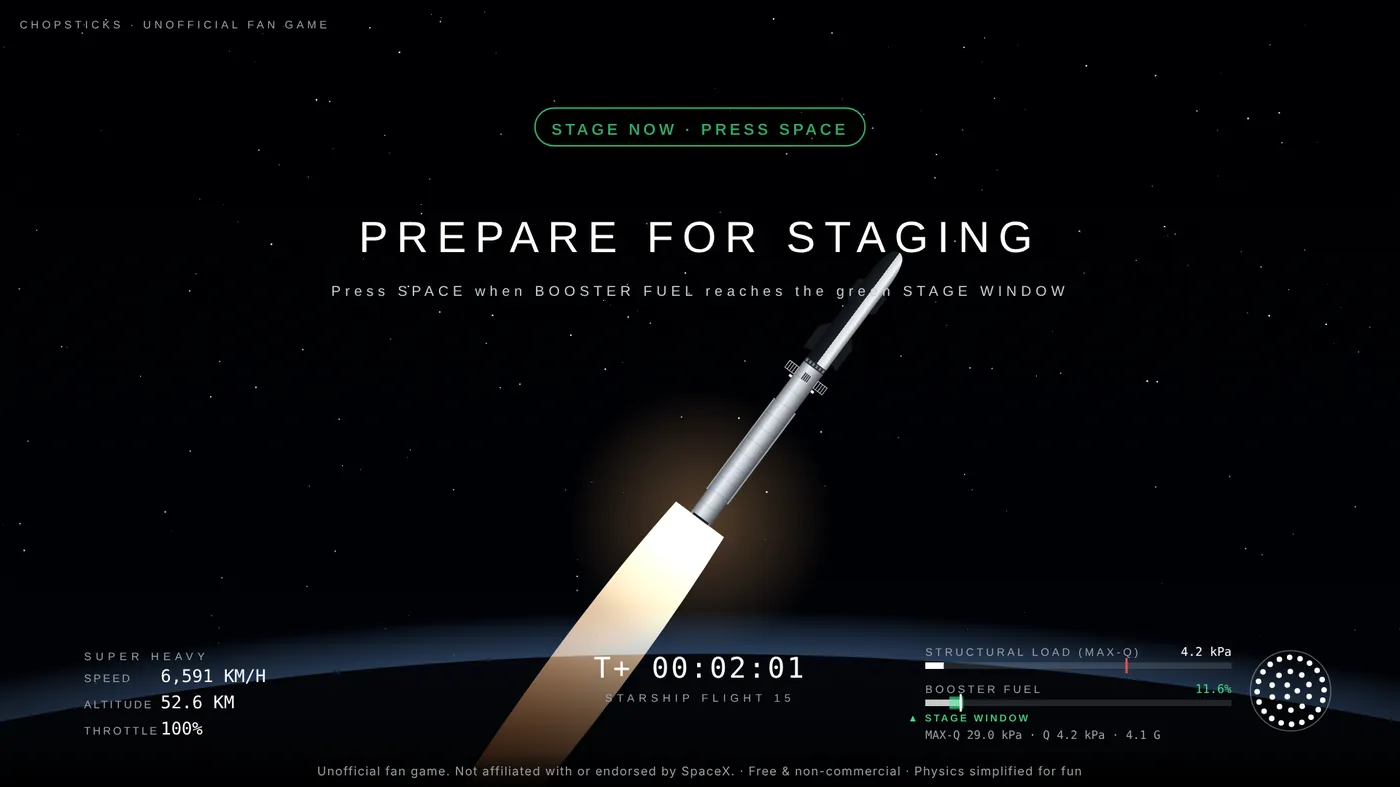 CHOPSTICKS · UNOFFICIAL FAN GAME
STAGE NOW · PRESS SPACE
PREPARE FOR STAGING
Press SPACE when BOOSTER FUEL reaches the green STAGE WINDOW
SUPER HEAVY
SPEED 6,591 KM/H
ALTITUDE 52.6 KM
THROTTLE 100%
T+ 00:02:01
STARSHIP FLIGHT 15
STRUCTURAL LOAD (MAX-Q) 4.2 kPa
BOOSTER FUEL 11.6%
▲ STAGE WINDOW
MAX-Q 29.0 kPa · Q 4.2 kPa · 4.1 G
Unofficial fan game. Not affiliated with or endorsed by SpaceX. · Free & non-commercial · Physics simplified for fun